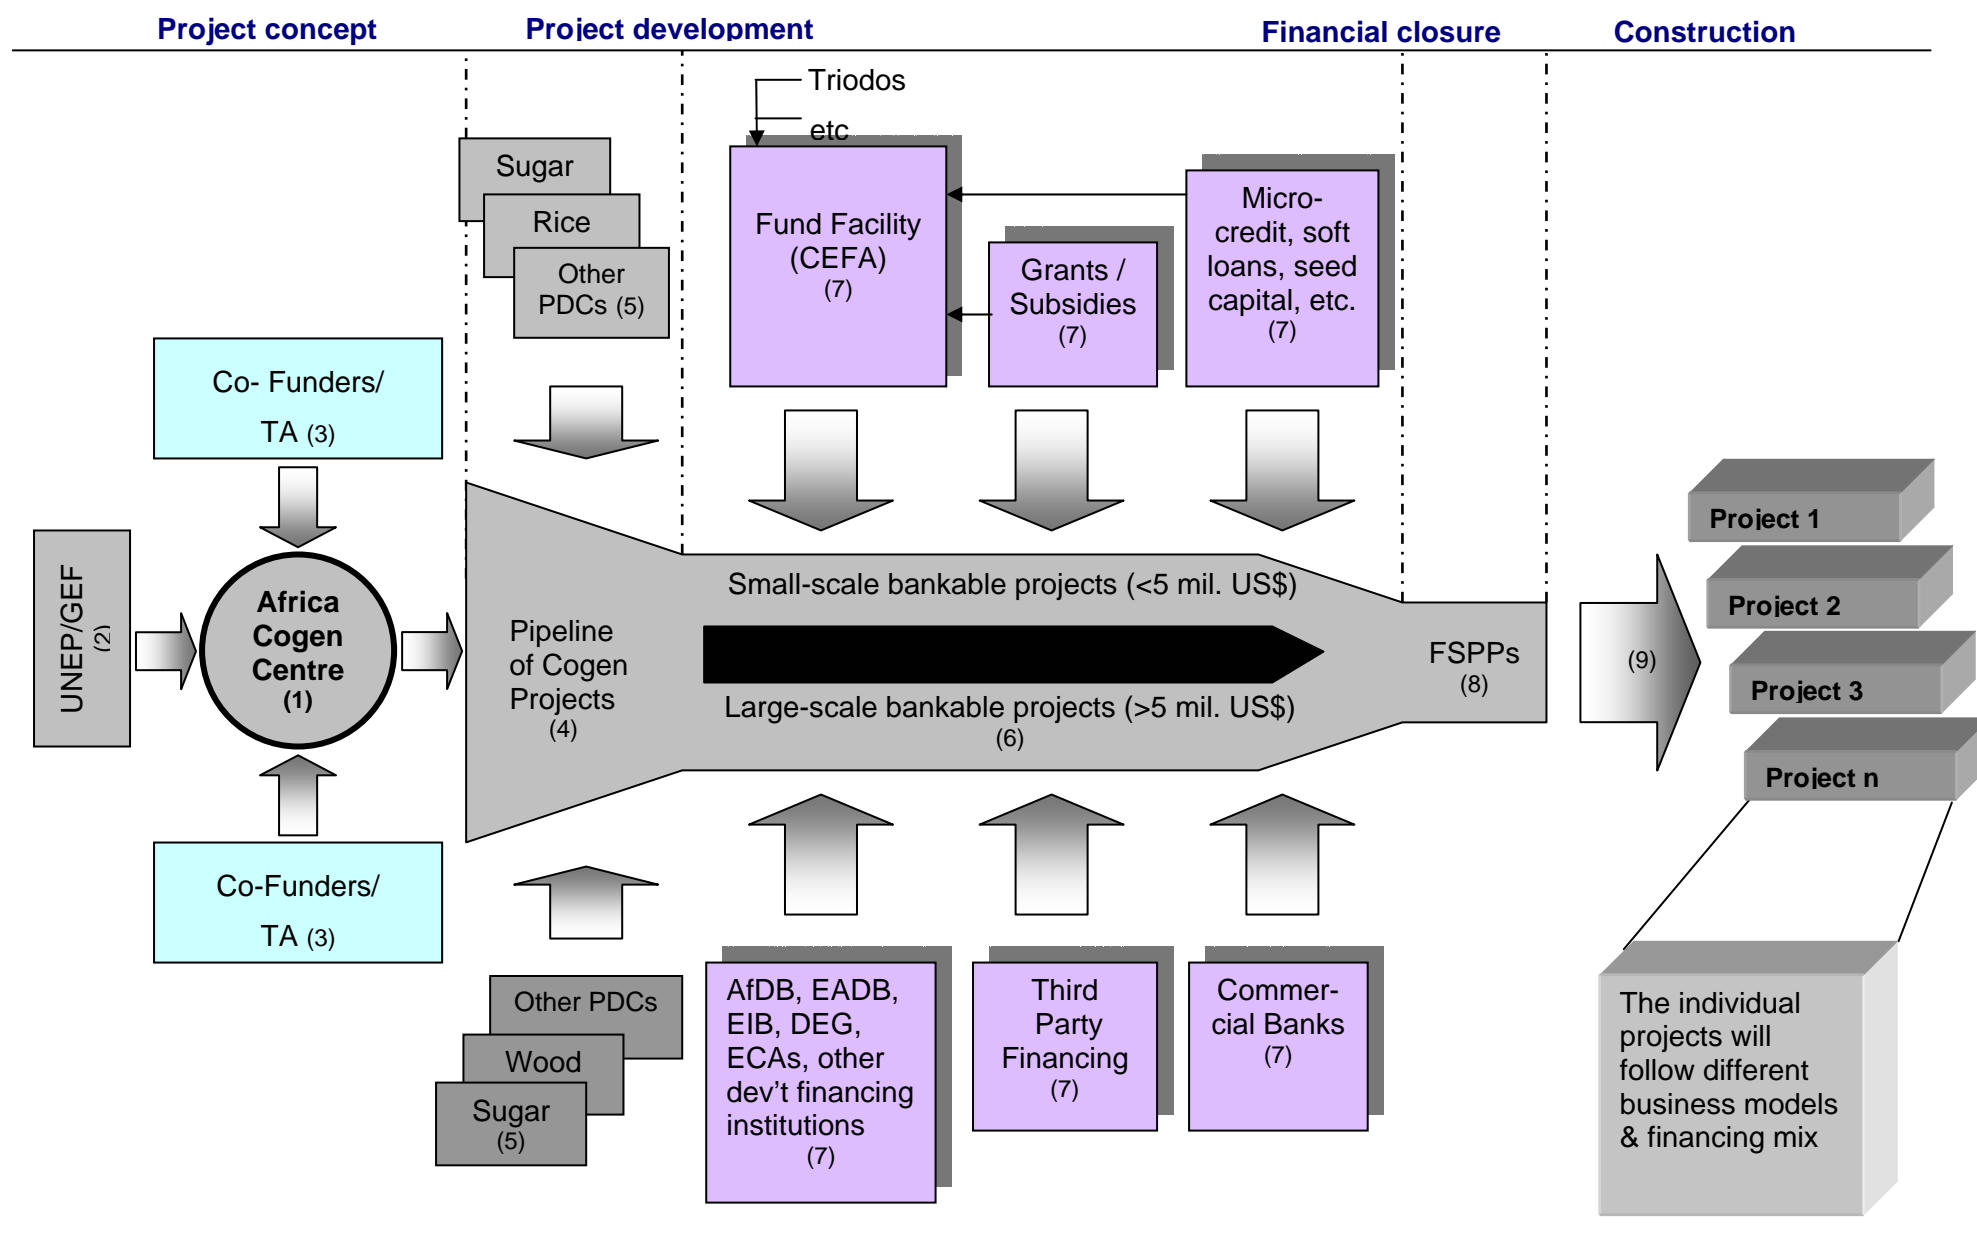 Project concept
Project development
Financial closure
Construction
Triodos
etc
Sugar
Rice
Other
PDCs (5)
Fund Facility
(CEFA)
(7)
Grants /
Subsidies
(7)
Micro-
credit, soft
loans, seed
capital, etc.
(7)
Co- Funders/
TA (3)
UNEP/GEF
(2)
Africa
Cogen
Centre
(1)
Pipeline
of Cogen
Projects
(4)
Small-scale bankable projects (<5 mil. US$)
Large-scale bankable projects (>5 mil. US$)
(6)
FSPPs
(8)
(9)
Project 1
Project 2
Project 3
Project n
Co-Funders/
TA (3)
Other PDCs
Wood
Sugar
(5)
AfDB, EADB,
EIB, DEG,
ECAs, other
dev’t financing
institutions
(7)
Third
Party
Financing
(7)
Commer-
cial Banks
(7)
The individual
projects will
follow different
business models
& financing mix